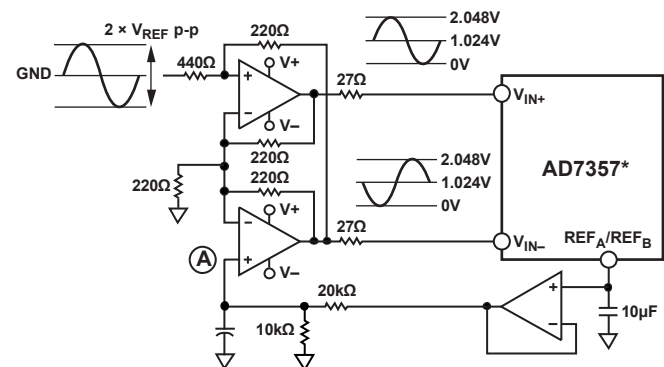 2 × VREF p-p
GND
440Ω
220Ω
V+
+
–
V–
220Ω
27Ω
2.048V
1.024V
0V
VIN+
AD7357*
220Ω
220Ω
V+
–
+
V–
A
27Ω
2.048V
1.024V
0V
VIN–
REFA/REFB
20kΩ
10kΩ
+
–
10µF